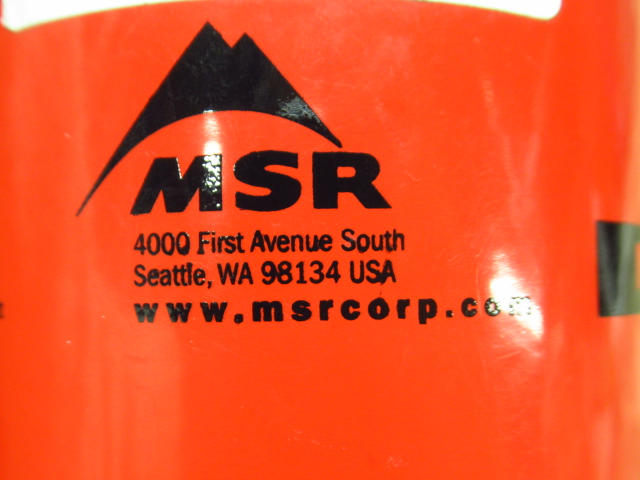 MSR
4000 First Avenue South
Seattle, WA 98134 USA
www.msrcorp.com